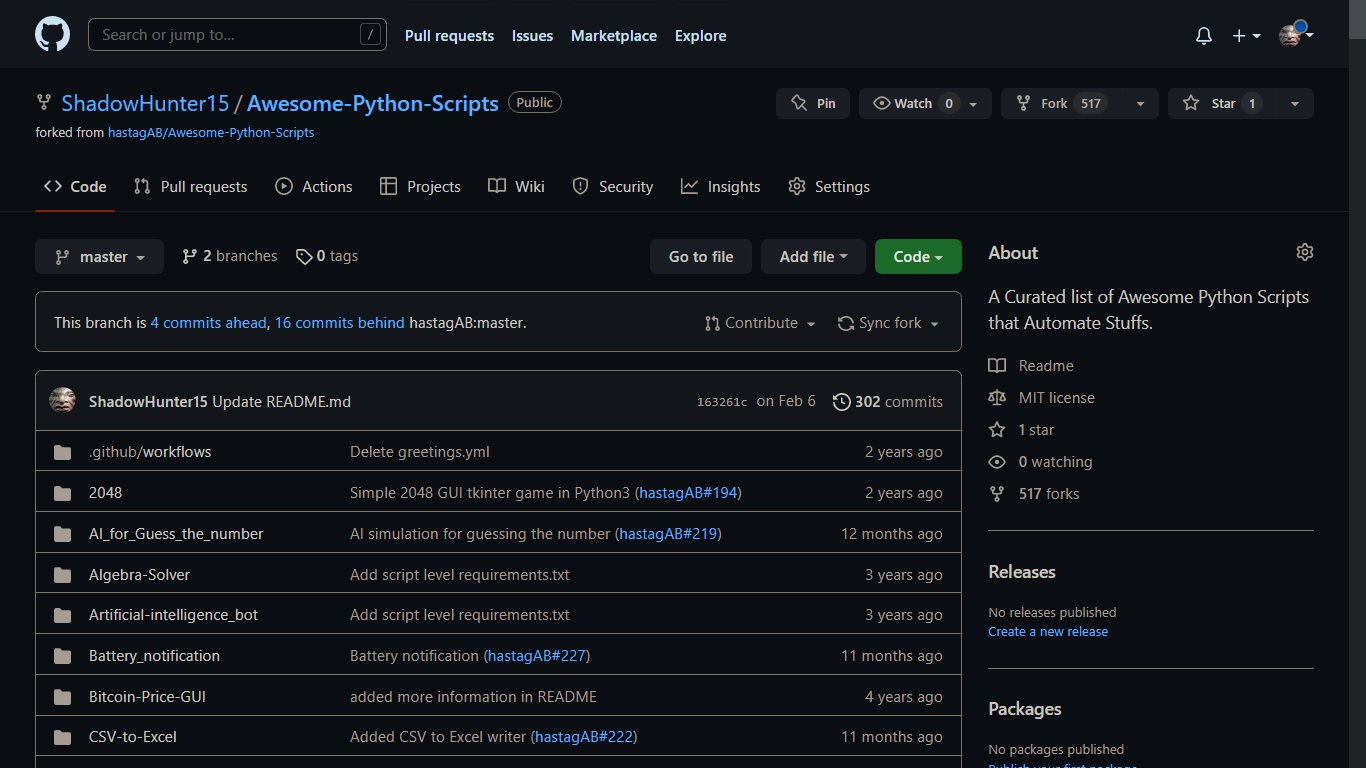 Search or jump to...
/
Pull requests
Issues
Marketplace
Explore
ShadowHunter15 / Awesome-Python-Scripts
Public
Pin
Watch 0
Fork 517
Star 1
forked from hastagAB/Awesome-Python-Scripts
Code
Pull requests
Actions
Projects
Wiki
Security
Insights
Settings
master
2 branches
0 tags
Go to file
Add file
Code
This branch is 4 commits ahead, 16 commits behind hastagAB:master.
Contribute
Sync fork
ShadowHunter15 Update README.md
163261c on Feb 6
302 commits
.github/workflows Delete greetings.yml 2 years ago
2048 Simple 2048 GUI tkinter game in Python3 (hastagAB#194) 2 years ago
AI_for_Guess_the_number AI simulation for guessing the number (hastagAB#219) 12 months ago
Algebra-Solver Add script level requirements.txt 3 years ago
Artificial-intelligence_bot Add script level requirements.txt 3 years ago
Battery_notification Battery notification (hastagAB#227) 11 months ago
Bitcoin-Price-GUI added more information in README 4 years ago
CSV-to-Excel Added CSV to Excel writer (hastagAB#222) 11 months ago
About
A Curated list of Awesome Python Scripts
that Automate Stuffs.
Readme
MIT license
1 star
0 watching
517 forks
Releases
No releases published
Create a new release
Packages
No packages published
Publish your first package